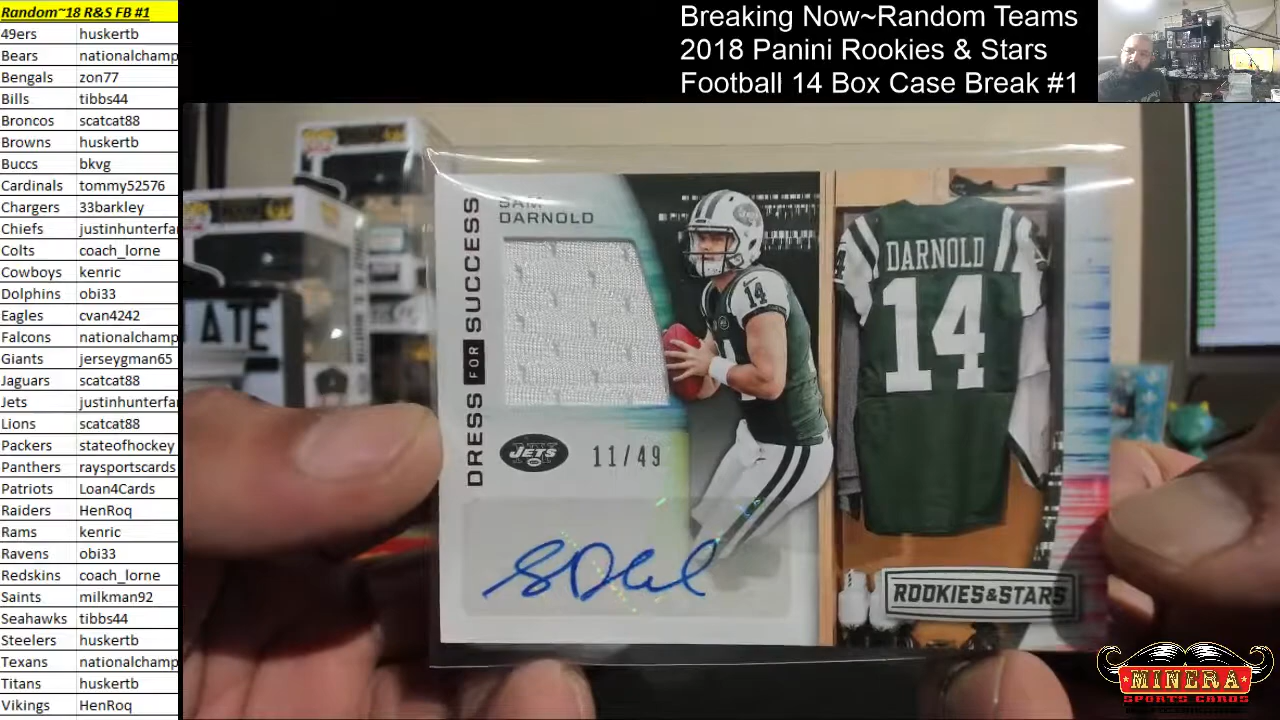 Random~18 R&S FB #1
49ers huskertb
Bears nationalchamp
Bengals zon77
Bills tibbs44
Broncos scatcat88
Browns huskertb
Buccs bkvg
Cardinals tommy52576
Chargers 33barkley
Chiefs justinhunterfa
Colts coach_lorne
Cowboys kenric
Dolphins obi33
Eagles cvan4242
Falcons nationalchamp
Giants jerseygman65
Jaguars scatcat88
Jets justinhunterfa
Lions scatcat88
Packers stateofhockey
Panthers raysportscards
Patriots Loan4Cards
Raiders HenRoq
Rams kenric
Ravens obi33
Redskins coach_lorne
Saints milkman92
Seahawks tibbs44
Steelers huskertb
Texans nationalchamp
Titans huskertb
Vikings HenRoq
Breaking Now~Random Teams
2018 Panini Rookies & Stars
Football 14 Box Case Break #1
DRESS FOR SUCCESS
SAM
DARNOLD
JETS
11/49
14
DARNOLD
14
4
ROOKIES & STARS
ATE
MINERA
SPORTS CARDS